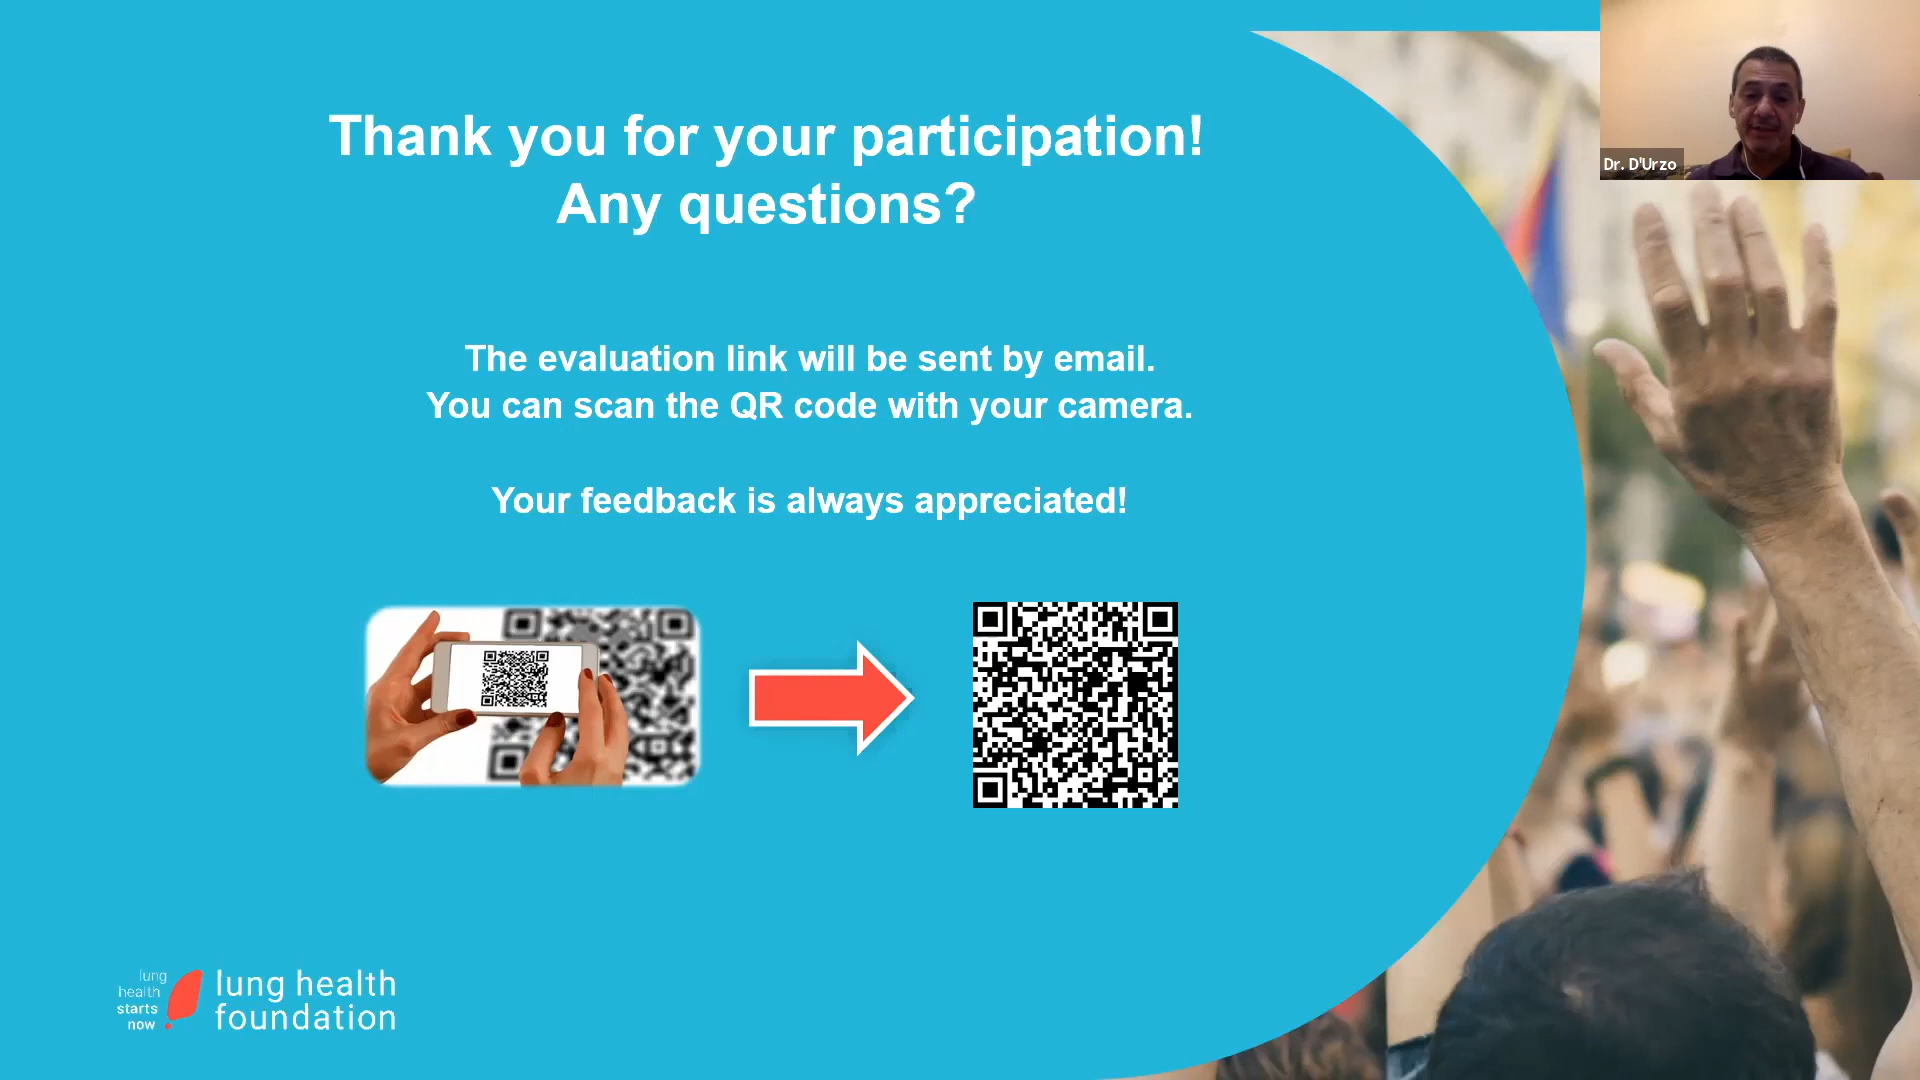 Thank you for your participation!
Any questions?
Dr. D'Urzo
The evaluation link will be sent by email.
You can scan the QR code with your camera.
Your feedback is always appreciated!
lung
health
starts
now
lung health
foundation